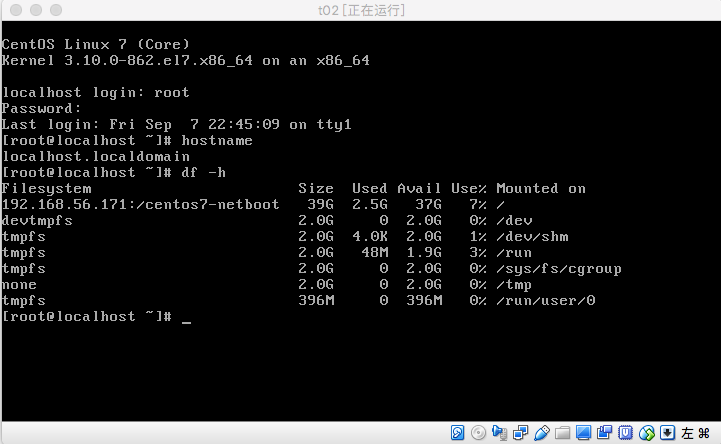 t02 [正在运行]
CentOS Linux 7 (Core)
Kernel 3.10.0-862.el7.x86_64 on an x86_64
localhost login: root
Password:
Last login: Fri Sep  7 22:45:09 on tty1
[root@localhost ~]# hostname
localhost.localdomain
[root@localhost ~]# df -h
Filesystem                      Size  Used Avail Use% Mounted on
192.168.56.171:/centos7-netboot   39G  2.5G   37G   7% /
devtmpfs                        2.0G     0  2.0G   0% /dev
tmpfs                           2.0G  4.0K  2.0G   1% /dev/shm
tmpfs                           2.0G   48M  1.9G   3% /run
tmpfs                           2.0G     0  2.0G   0% /sys/fs/cgroup
none                            2.0G     0  2.0G   0% /tmp
tmpfs                           396M     0  396M   0% /run/user/0
[root@localhost ~]# _
左 ⌘